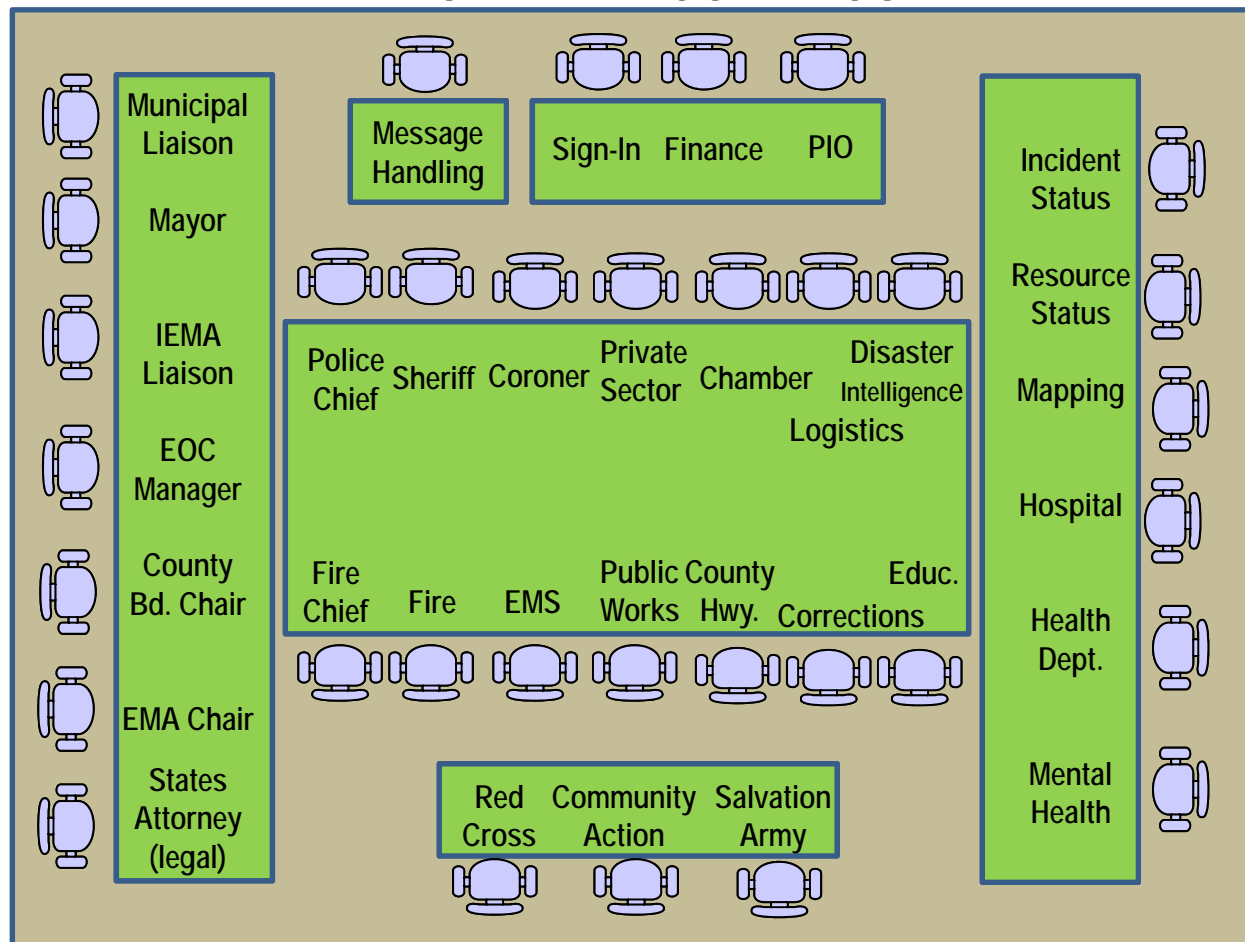 Municipal
Liaison
Mayor
IEMA
Liaison
EOC
Manager
County
Bd. Chair
EMA Chair
States
Attorney
(legal)
Message
Handling
Sign-In Finance PIO
Police
Chief
Sheriff
Coroner
Private
Sector
Chamber
Disaster
Intelligence
Logistics
Fire
Chief
Fire
EMS
Public
Works
County
Hwy.
Corrections
Educ.
Red
Cross
Community
Action
Salvation
Army
Incident
Status
Resource
Status
Mapping
Hospital
Health
Dept.
Mental
Health